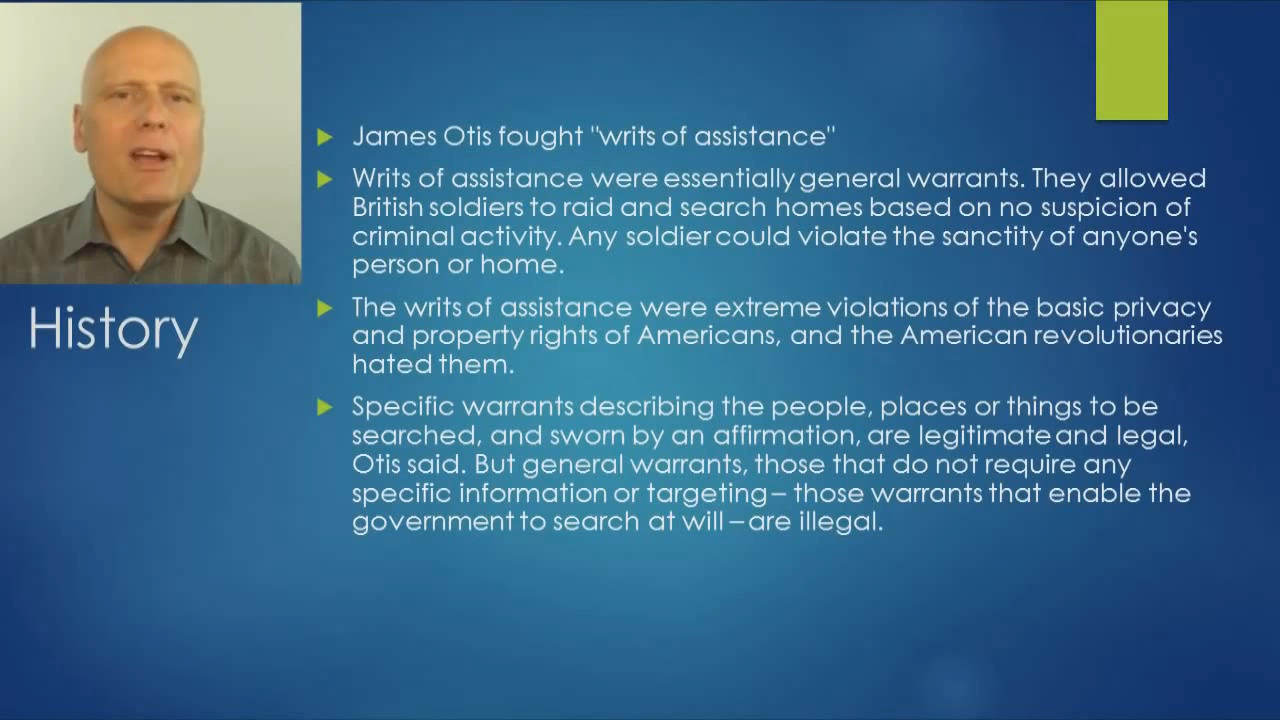 James Otis fought "writs of assistance"
Writs of assistance were essentially general warrants. They allowed
British soldiers to raid and search homes based on no suspicion of
criminal activity. Any soldier could violate the sanctity of anyone's
person or home.
History
The writs of assistance were extreme violations of the basic privacy
and property rights of Americans, and the American revolutionaries
hated them.
Specific warrants describing the people, places or things to be
searched, and sworn by an affirmation, are legitimate and legal,
Otis said. But general warrants, those that do not require any
specific information or targeting – those warrants that enable the
government to search at will – are illegal.